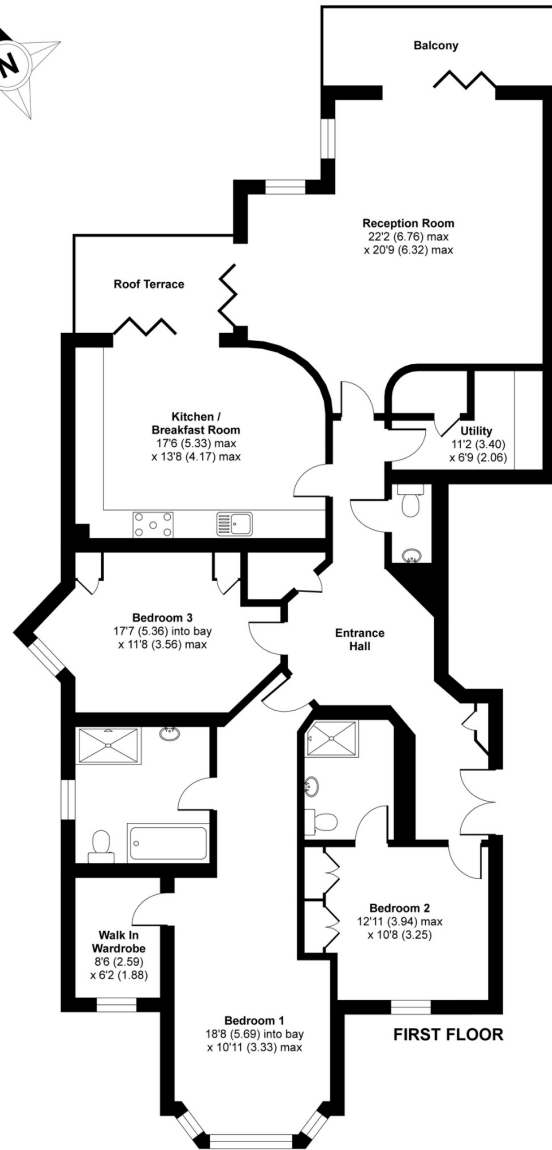 N
Balcony
Reception Room
22'2 (6.76) max
x 20'9 (6.32) max
Roof Terrace
Kitchen /
Breakfast Room
17'6 (5.33) max
x 13'8 (4.17) max
Utility
11'2 (3.40)
x 6'9 (2.06)
Bedroom 3
17'7 (5.36) into bay
x 11'8 (3.56) max
Entrance
Hall
Walk In
Wardrobe
8'6 (2.59)
x 6'2 (1.88)
Bedroom 2
12'11 (3.94) max
x 10'8 (3.25)
Bedroom 1
18'8 (5.69) into bay
x 10'11 (3.33) max
FIRST FLOOR